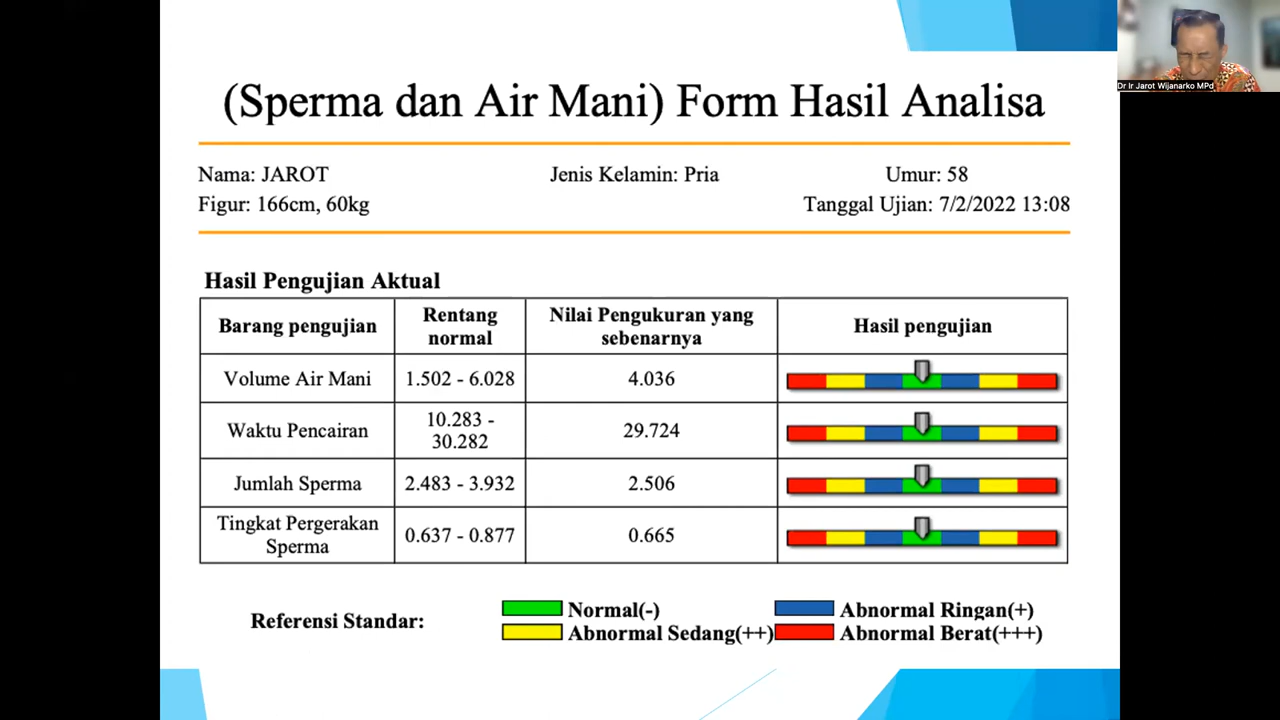 Dr Ir Jarot Wijanarko MPd
(Sperma dan Air Mani) Form Hasil Analisa
Nama: JAROT Jenis Kelamin: Pria Umur: 58
Figur: 166cm, 60kg Tanggal Ujian: 7/2/2022 13:08
Hasil Pengujian Aktual
Barang pengujian
Rentang
normal
Nilai Pengukuran yang
sebenarnya
Hasil pengujian
Volume Air Mani 1.502 - 6.028 4.036
Waktu Pencairan
10.283 -
30.282
29.724
Jumlah Sperma 2.483 - 3.932 2.506
Tingkat Pergerakan
Sperma
0.637 - 0.877 0.665
Referensi Standar:
Normal(-) Abnormal Ringan(+)
Abnormal Sedang(++) Abnormal Berat(+++)